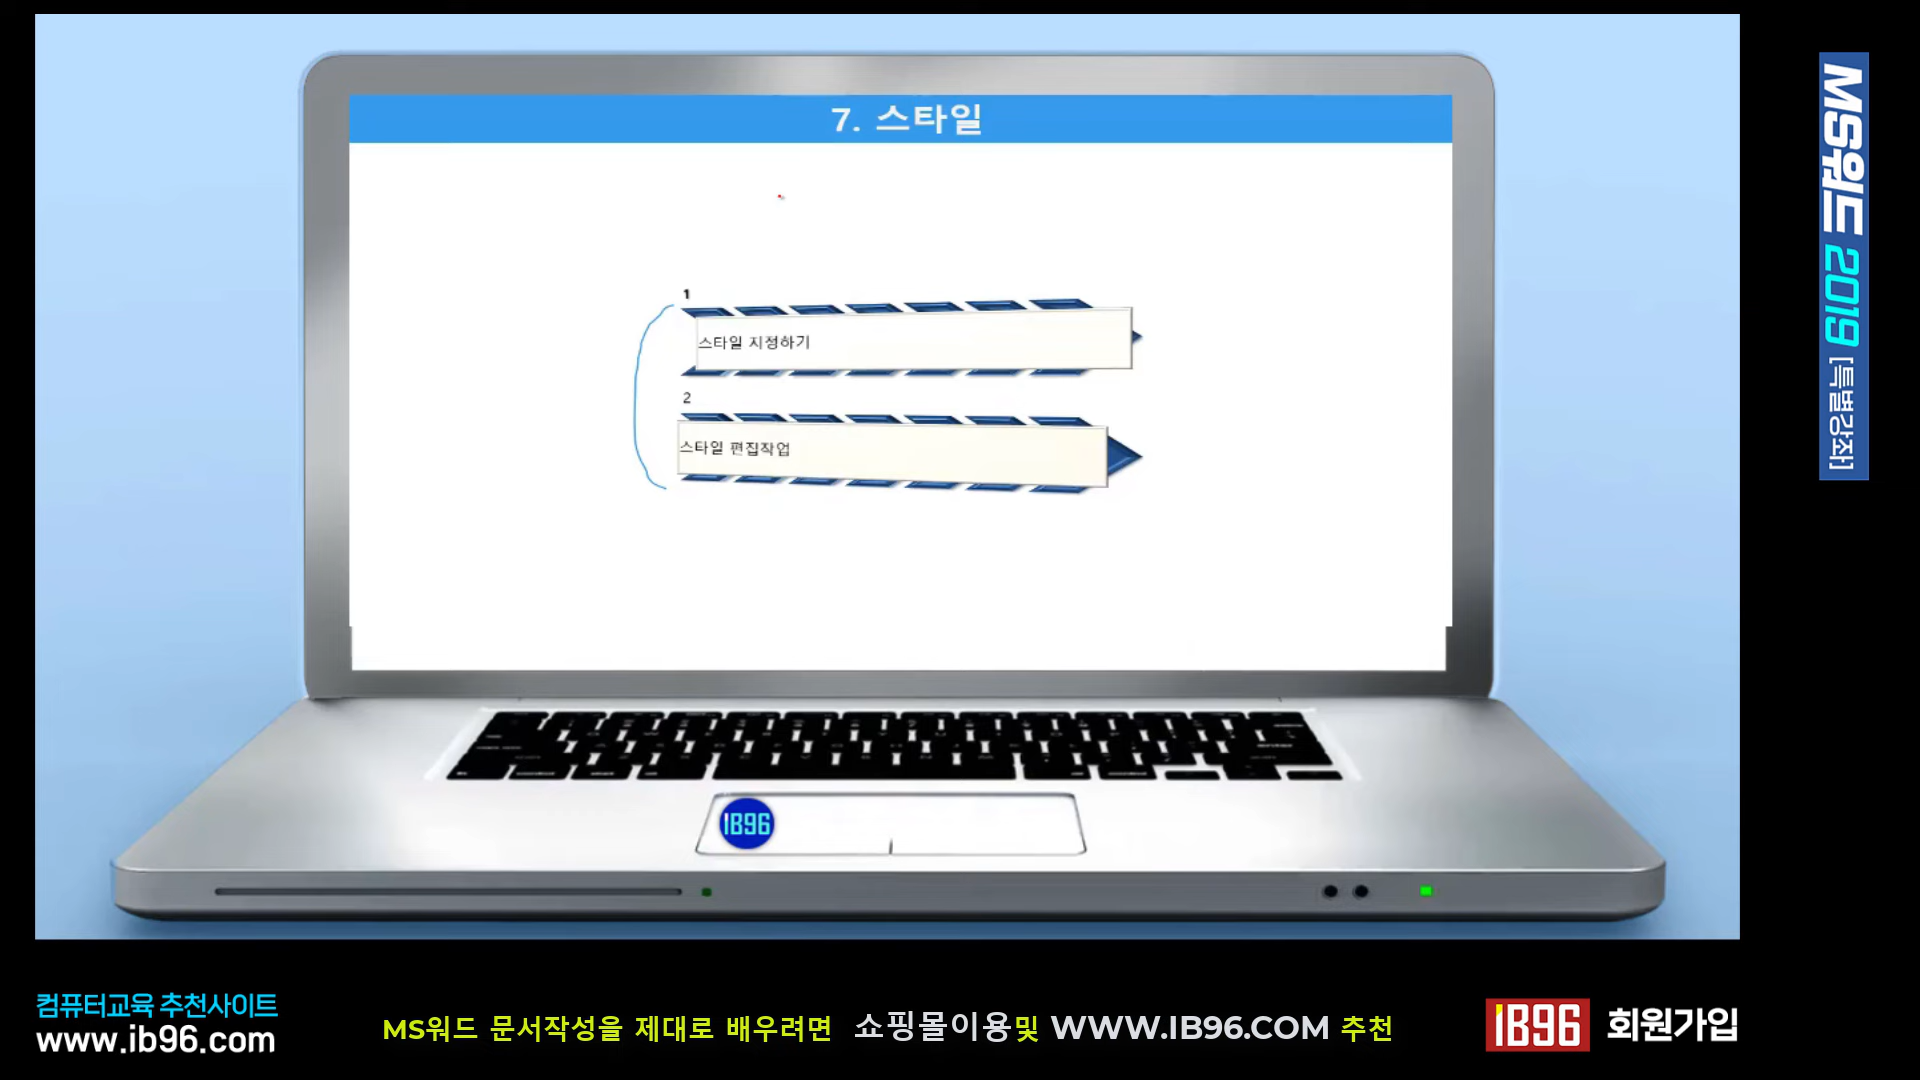 7. 스타일
1
스타일 지정하기
2
스타일 편집작업
IB96
MS워드 2019 [특별강좌]
컴퓨터교육 추천사이트
www.ib96.com
MS워드 문서작성을 제대로 배우려면 쇼핑몰이용및 WWW.IB96.COM 추천
IB96 회원가입